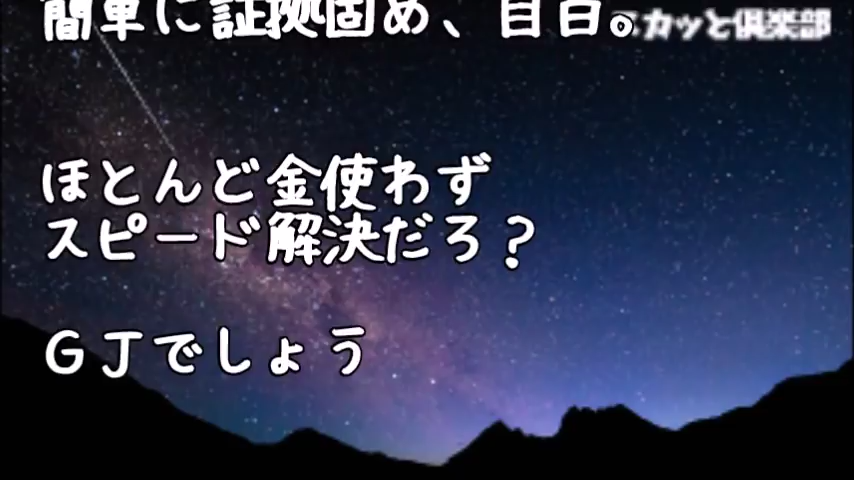 簡単に証拠固め、自白。
スカッと倶楽部
ほとんど金使わず
スピード解決だろ？
ＧＪでしょう